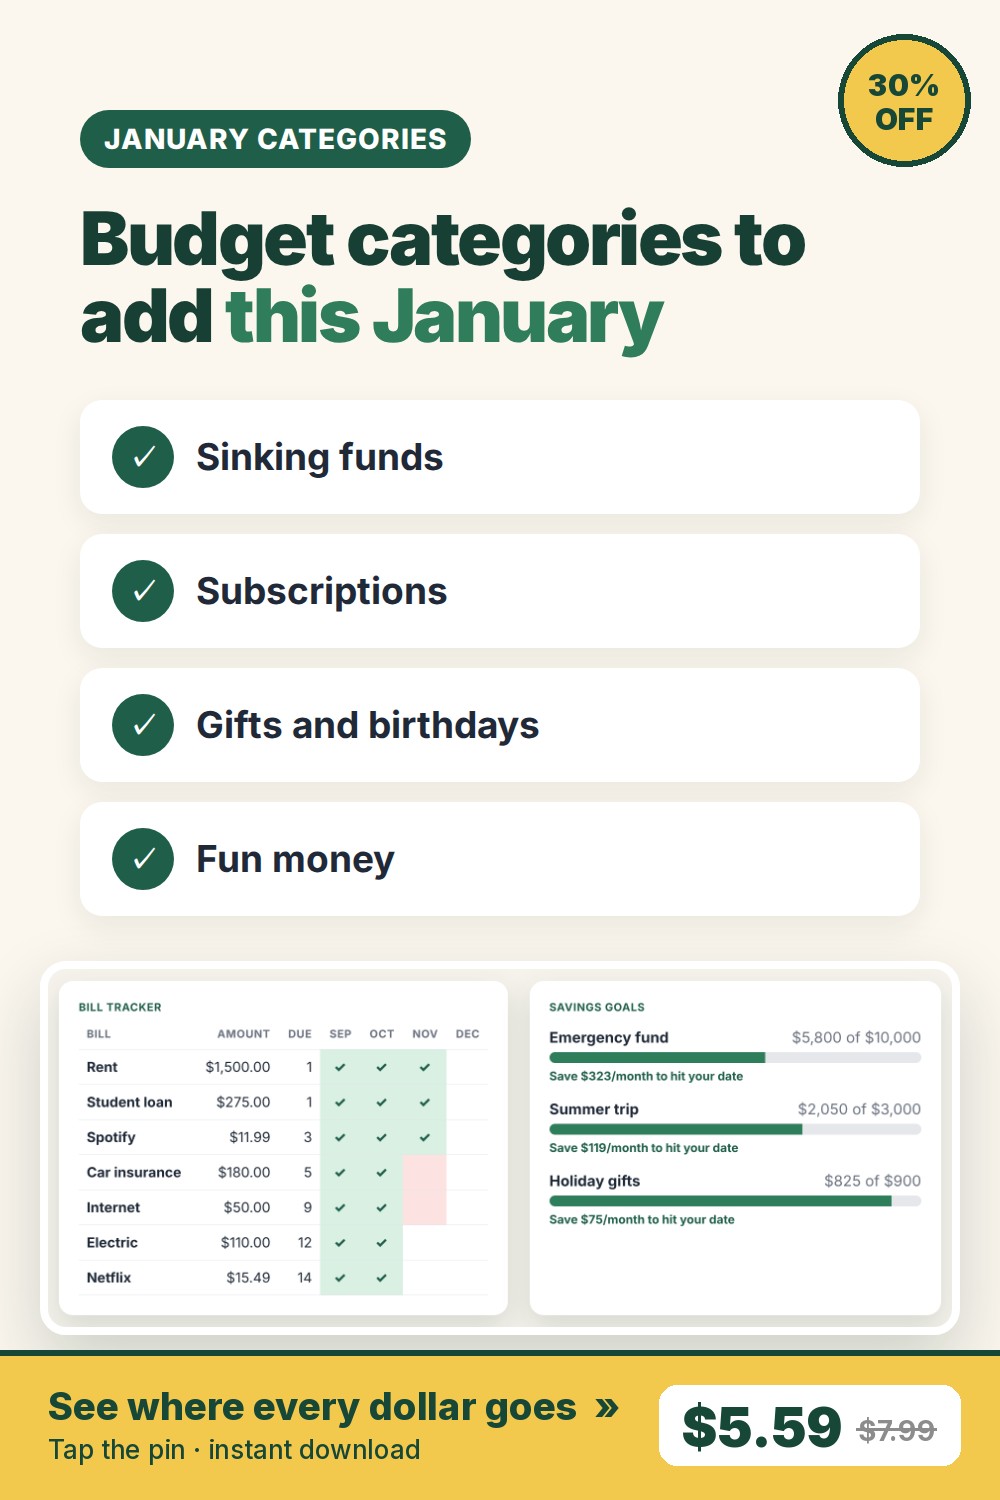 30%
OFF
JANUARY CATEGORIES
Budget categories to
add this January
✓ Sinking funds
✓ Subscriptions
✓ Gifts and birthdays
✓ Fun money
BILL TRACKER
BILL AMOUNT DUE SEP OCT NOV DEC
Rent $1,500.00 1 ✓ ✓ ✓
Student loan $275.00 1 ✓ ✓ ✓
Spotify $11.99 3 ✓ ✓ ✓
Car insurance $180.00 5 ✓ ✓
Internet $50.00 9 ✓ ✓
Electric $110.00 12 ✓ ✓
Netflix $15.49 14 ✓ ✓
SAVINGS GOALS
Emergency fund $5,800 of $10,000
Save $323/month to hit your date
Summer trip $2,050 of $3,000
Save $119/month to hit your date
Holiday gifts $825 of $900
Save $75/month to hit your date
See where every dollar goes »
Tap the pin · instant download
$5.59 $7.99